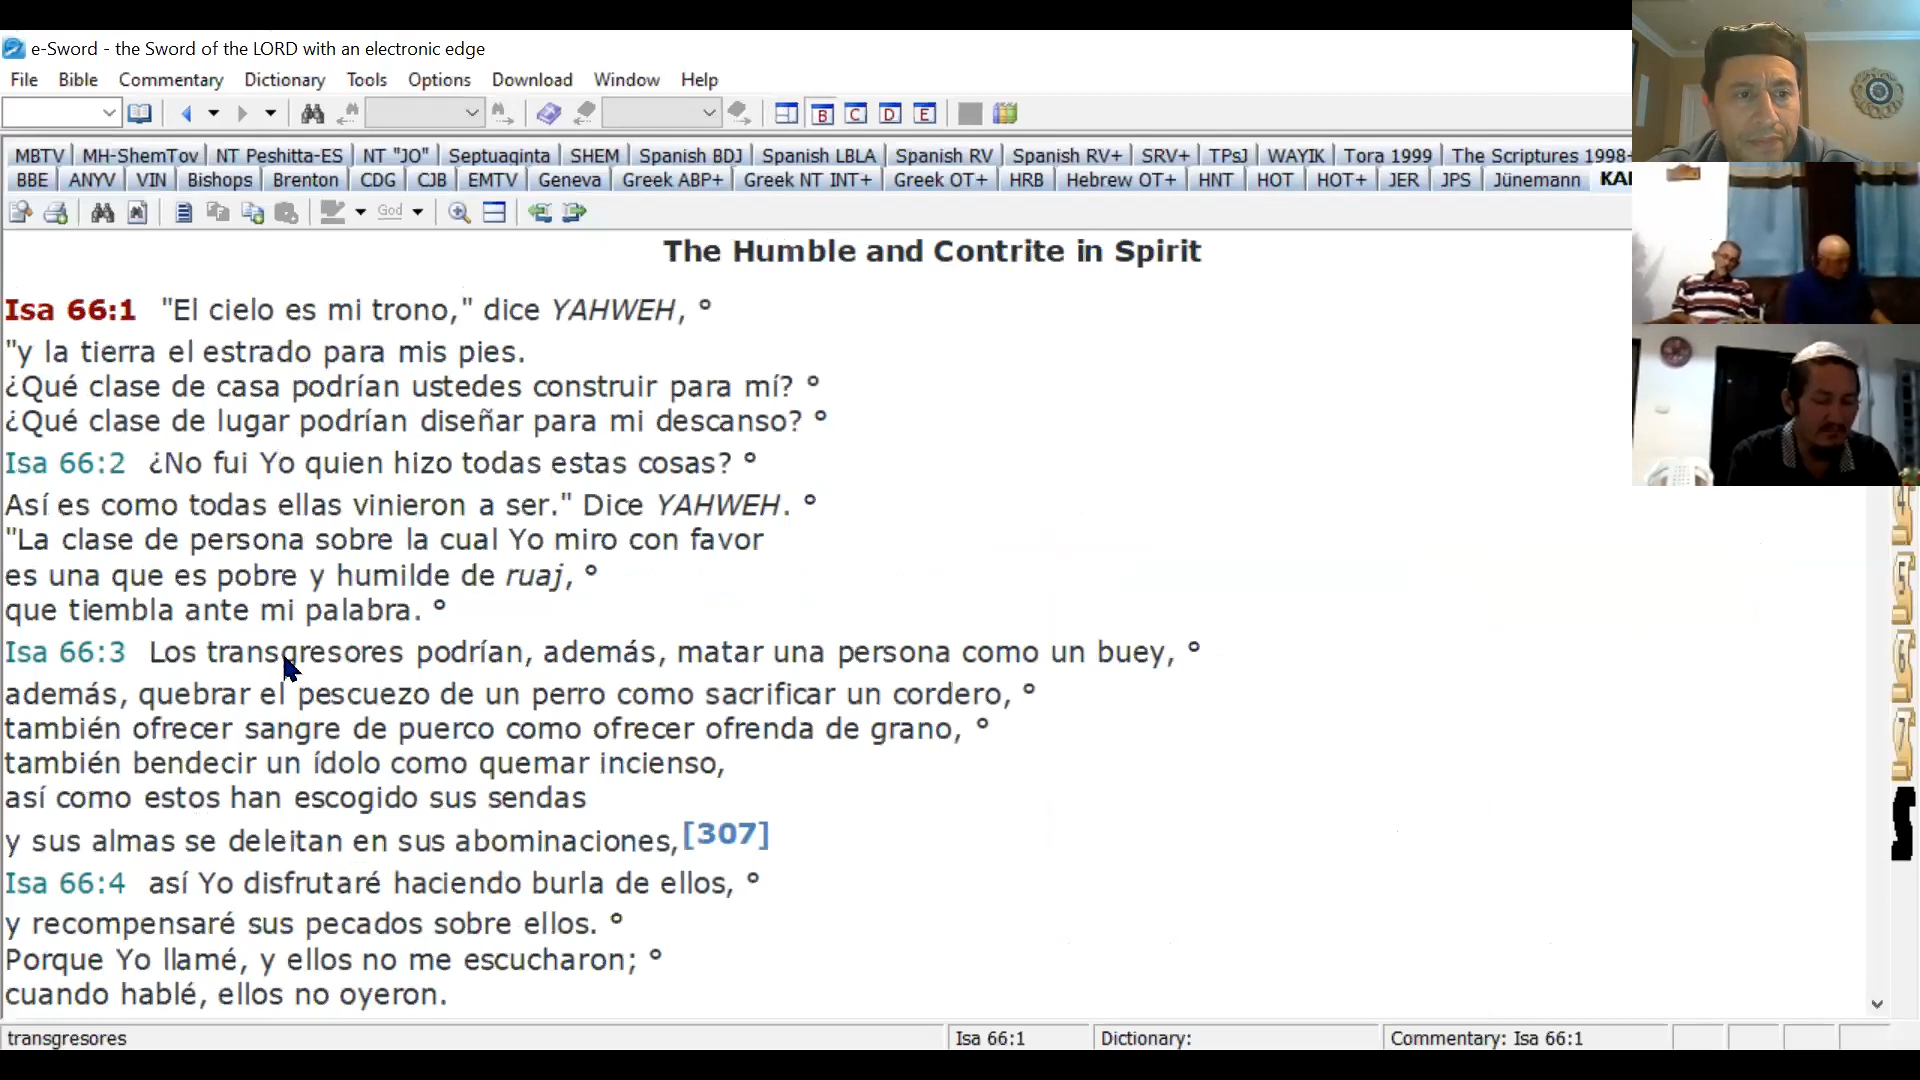 e-Sword - the Sword of the LORD with an electronic edge
File Bible Commentary Dictionary Tools Options Download Window Help
B C D E
MBTV MH-ShemTov NT Peshitta-ES NT "JO" Septuaginta SHEM Spanish BDJ Spanish LBLA Spanish RV Spanish RV+ SRV+ TPsJ WAYIK Tora 1999 The Scriptures 1998+
BBE ANYV VIN Bishops Brenton CDG CJB EMTV Geneva Greek ABP+ Greek NT INT+ Greek OT+ HRB Hebrew OT+ HNT HOT HOT+ JER JPS Jünemann
God
The Humble and Contrite in Spirit
Isa 66:1 "El cielo es mi trono," dice YAHWEH, °
"y la tierra el estrado para mis pies.
¿Qué clase de casa podrían ustedes construir para mí? °
¿Qué clase de lugar podrían diseñar para mi descanso? °
Isa 66:2 ¿No fui Yo quien hizo todas estas cosas? °
Así es como todas ellas vinieron a ser." Dice YAHWEH. °
"La clase de persona sobre la cual Yo miro con favor
es una que es pobre y humilde de ruaj, °
que tiembla ante mi palabra. °
Isa 66:3 Los transgresores podrían, además, matar una persona como un buey, °
además, quebrar el pescuezo de un perro como sacrificar un cordero, °
también ofrecer sangre de puerco como ofrecer ofrenda de grano, °
también bendecir un ídolo como quemar incienso,
así como estos han escogido sus sendas
y sus almas se deleitan en sus abominaciones,[307]
Isa 66:4 así Yo disfrutaré haciendo burla de ellos, °
y recompensaré sus pecados sobre ellos. °
Porque Yo llamé, y ellos no me escucharon; °
cuando hablé, ellos no oyeron.
4
5
6
7
transgresores Isa 66:1 Dictionary: Commentary: Isa 66:1